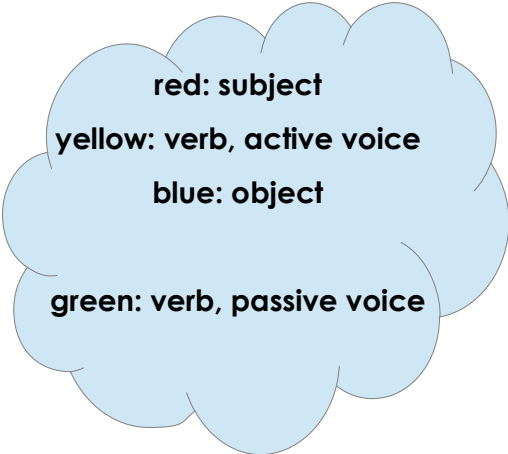 red: subject
yellow: verb, active voice
blue: object
green: verb, passive voice